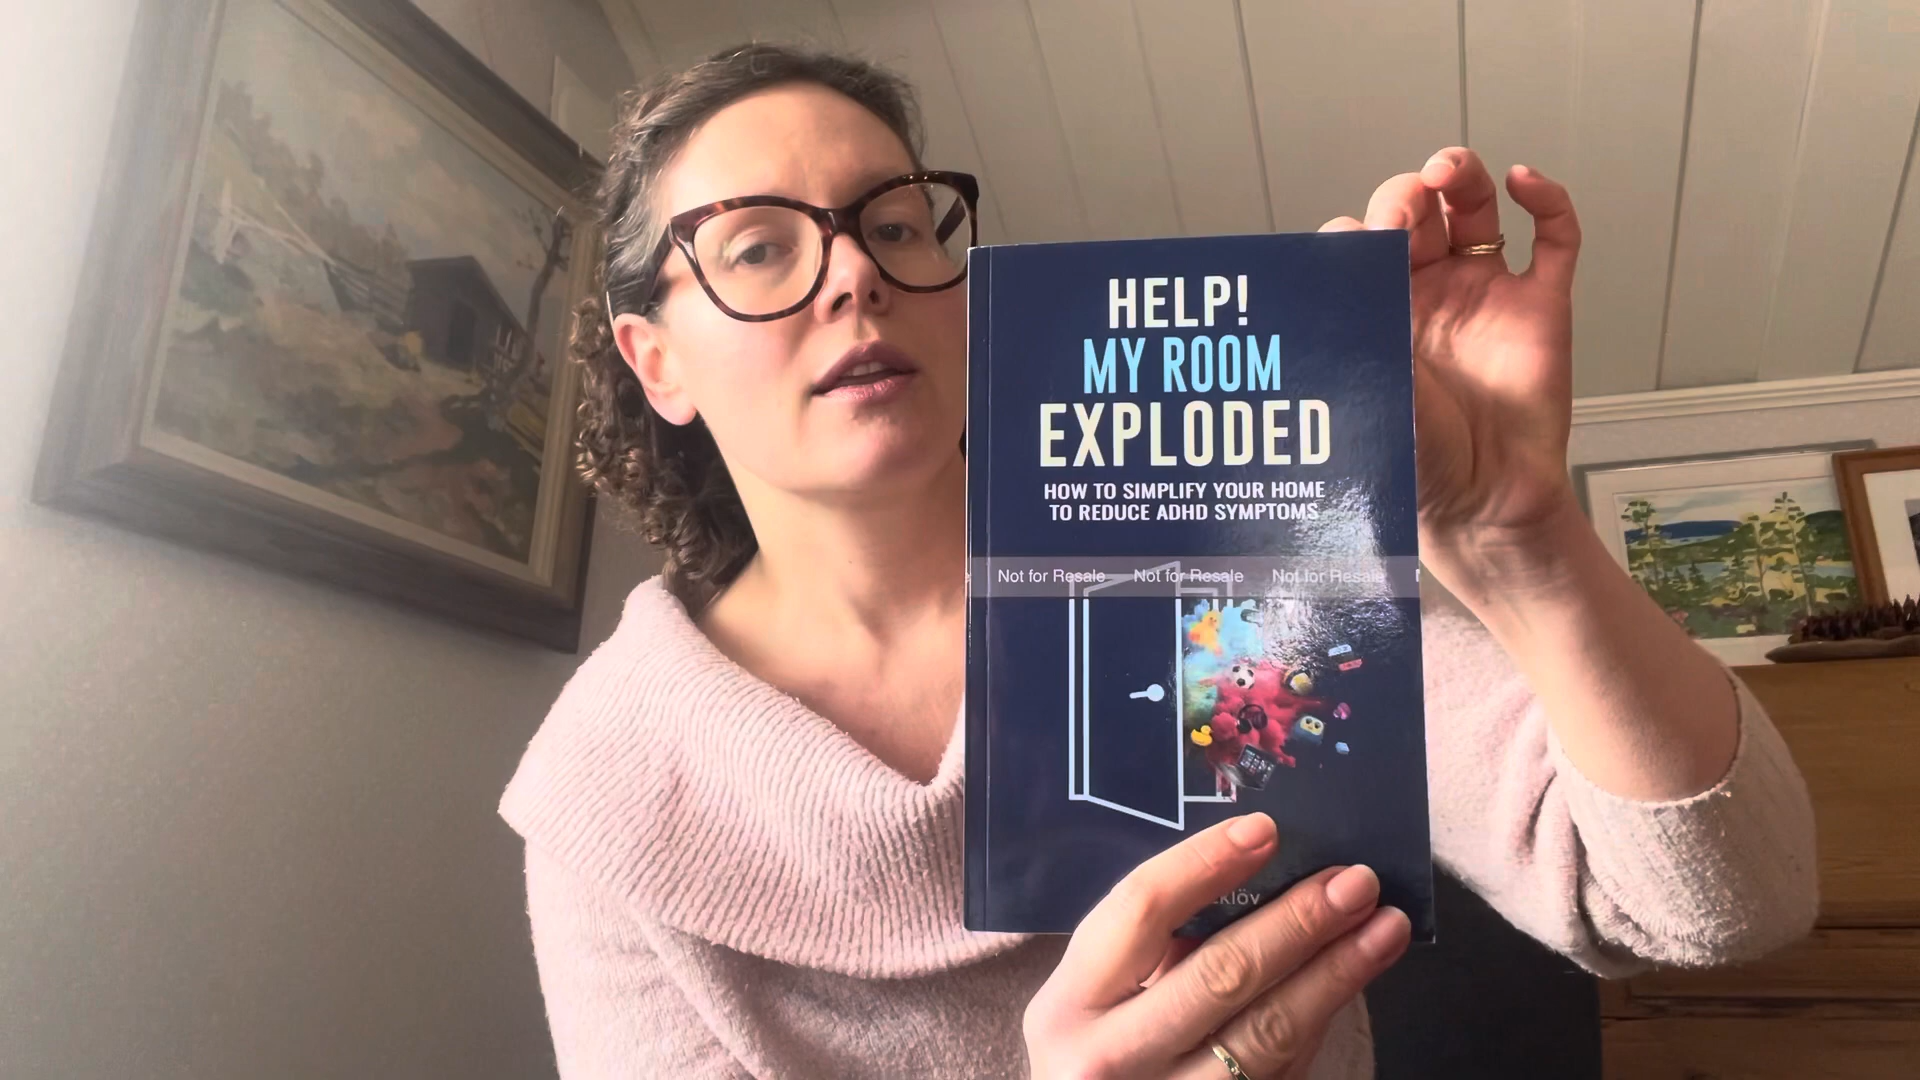 HELP!
MY ROOM
EXPLODED
HOW TO SIMPLIFY YOUR HOME
TO REDUCE ADHD SYMPTOMS
Not for Resale Not for Resale Not for Resale